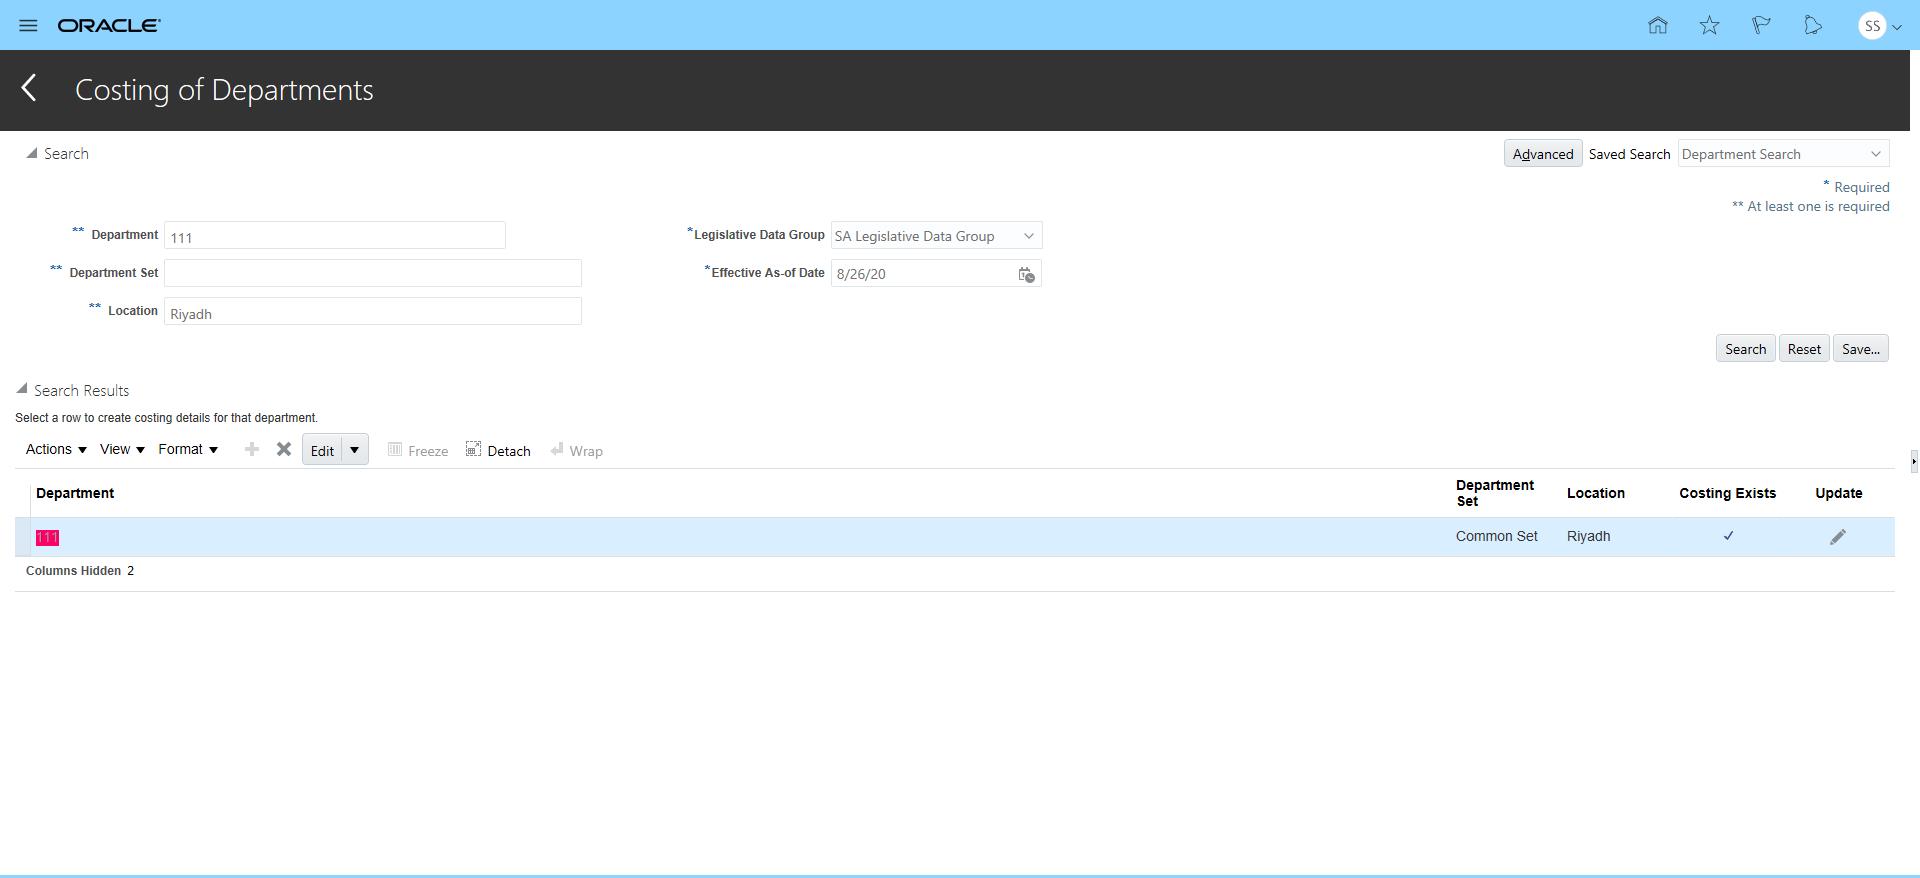 ORACLE
SS
Costing of Departments
Search
Advanced Saved Search Department Search
* Required
** At least one is required
** Department 111
*Legislative Data Group SA Legislative Data Group
** Department Set
*Effective As-of Date 8/26/20
** Location Riyadh
Search Reset Save...
Search Results
Select a row to create costing details for that department.
Actions View Format Edit Freeze Detach Wrap
Department Department Set Location Costing Exists Update
111 Common Set Riyadh
Columns Hidden 2